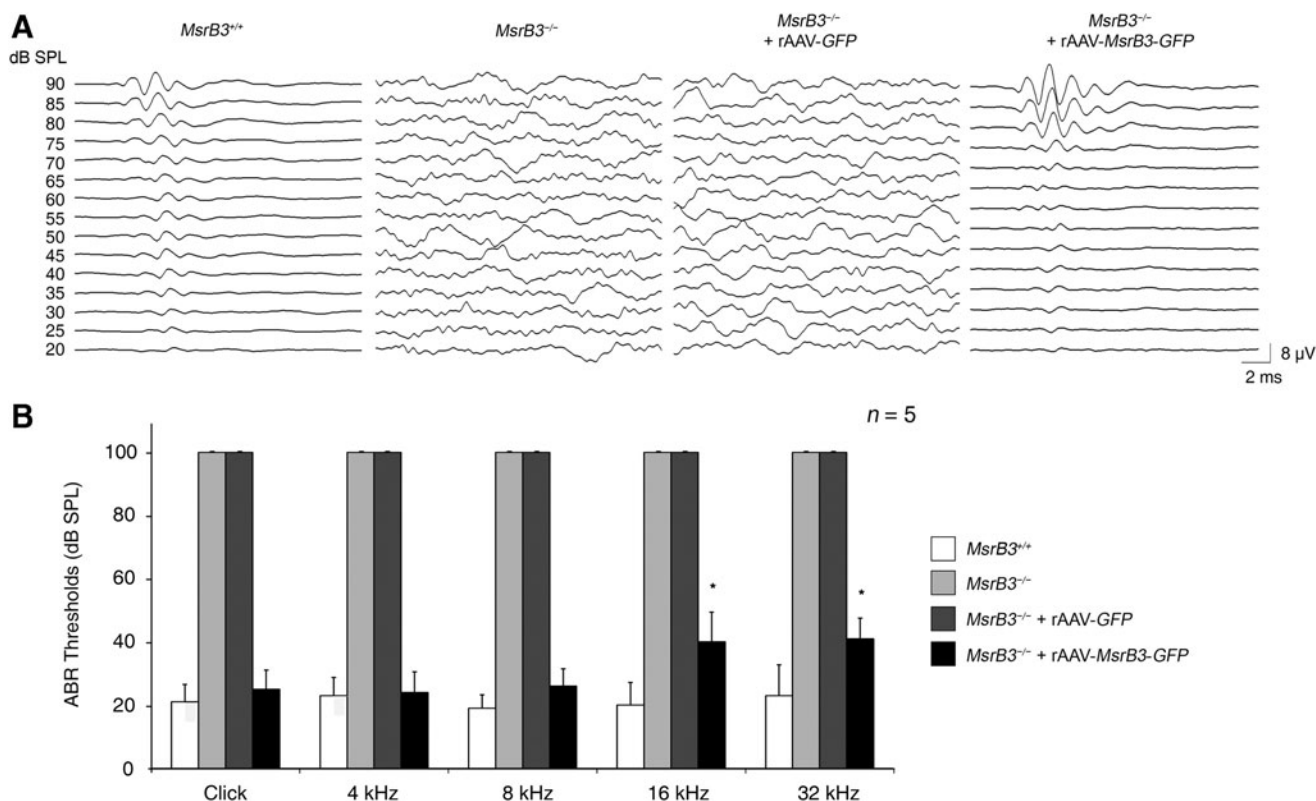 A
MsrB3+/+
MsrB3−/−
MsrB3−/−
+ rAAV-GFP
MsrB3−/−
+ rAAV-MsrB3-GFP
dB SPL
90
85
80
75
70
65
60
55
50
45
40
35
30
25
20
8 µV
2 ms
B
n = 5
ABR Thresholds (dB SPL)
100
80
60
40
20
0
*
*
Click 4 kHz 8 kHz 16 kHz 32 kHz
MsrB3+/+
MsrB3−/−
MsrB3−/− + rAAV-GFP
MsrB3−/− + rAAV-MsrB3-GFP